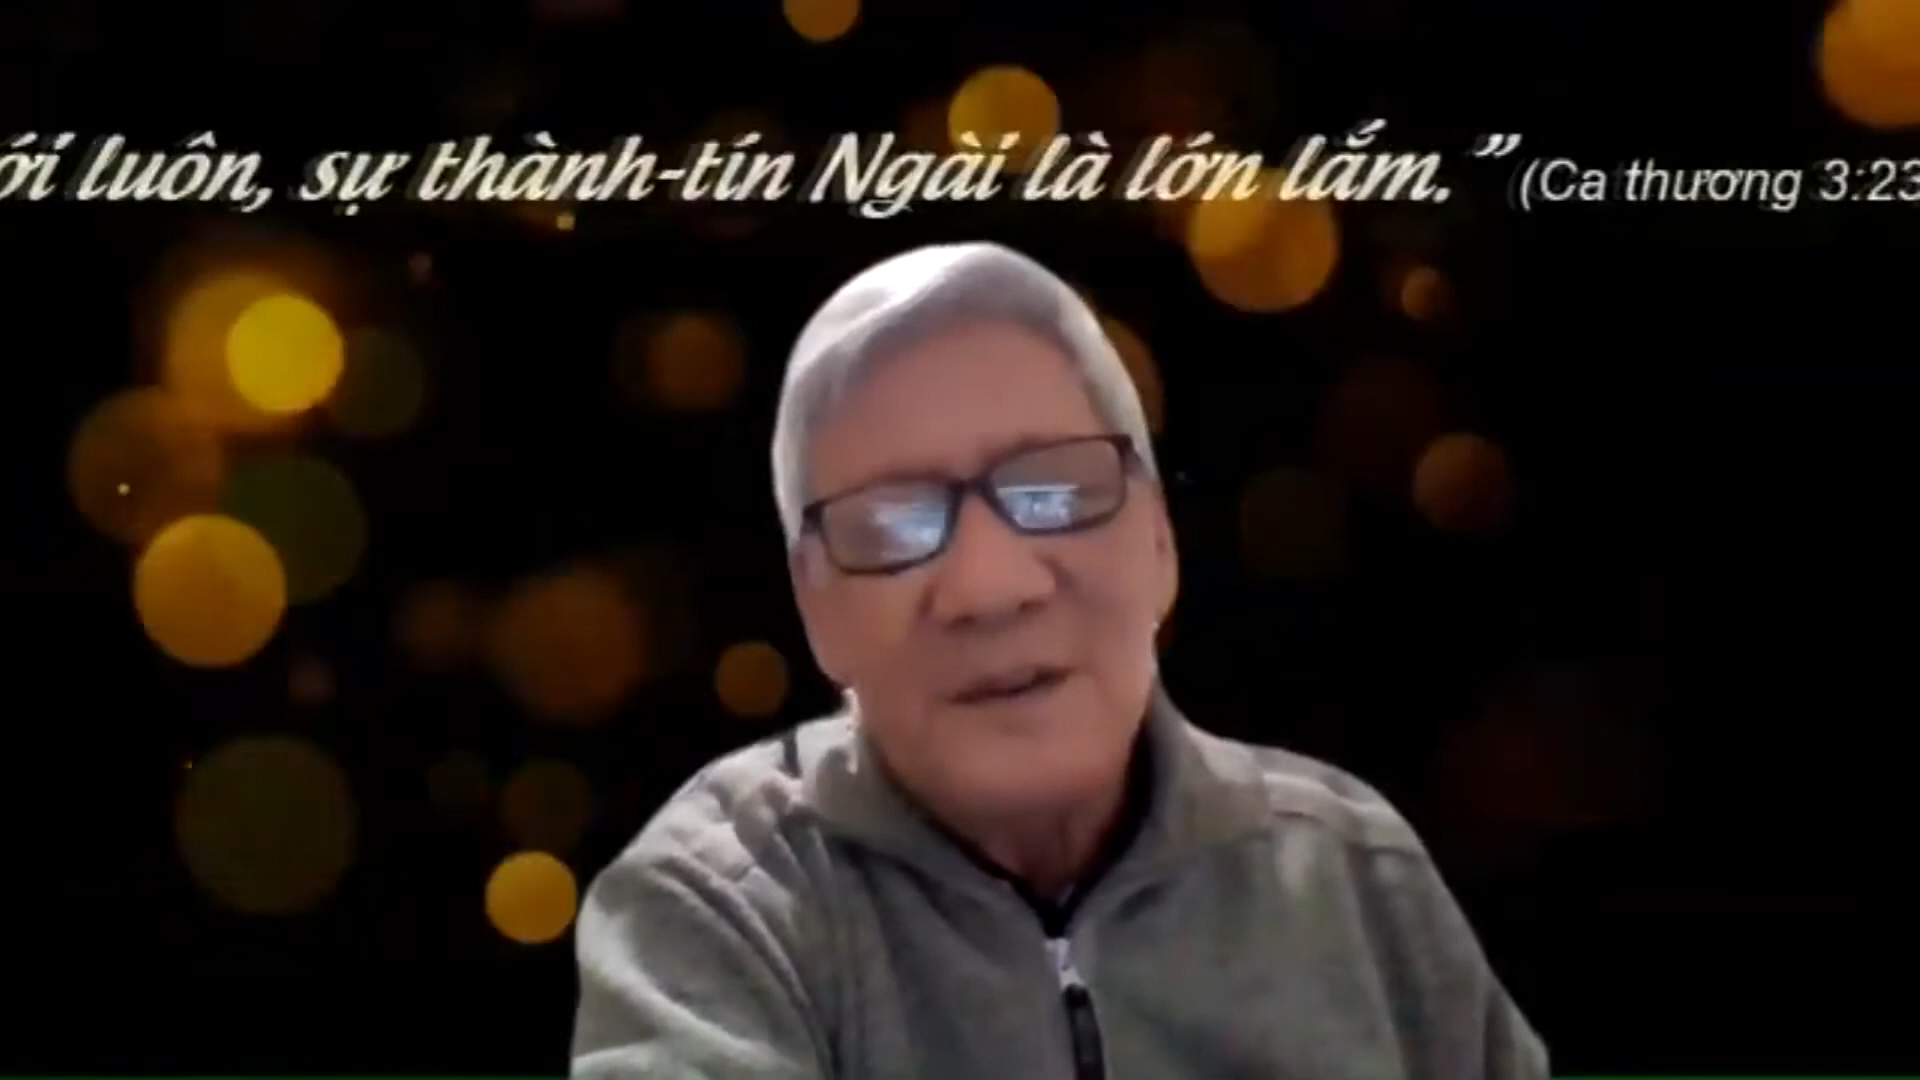 ới luôn, sự thành-tín Ngài là lớn lắm.” (Ca thương 3:23